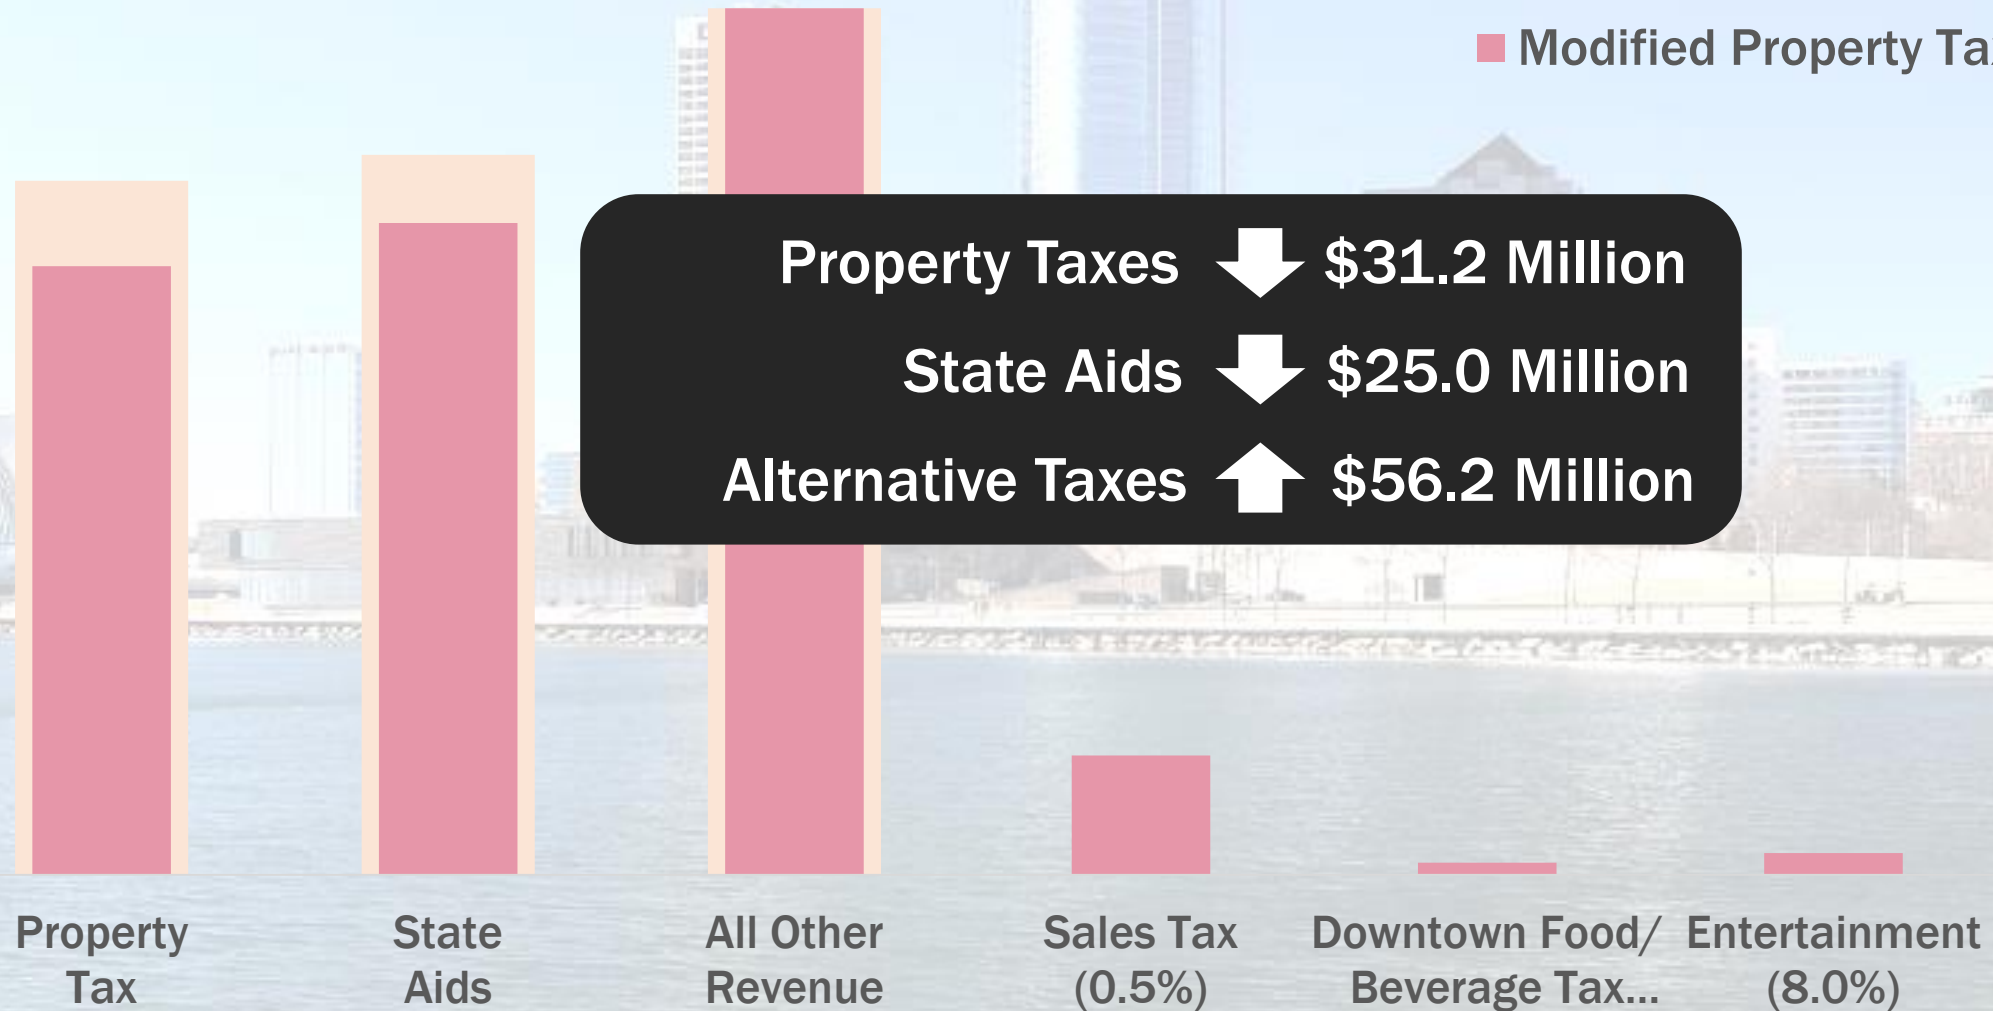 Modified Property Tax
Property Taxes $31.2 Million
State Aids $25.0 Million
Alternative Taxes $56.2 Million
Property
Tax
State
Aids
All Other
Revenue
Sales Tax
(0.5%)
Downtown Food/
Beverage Tax...
Entertainment
(8.0%)